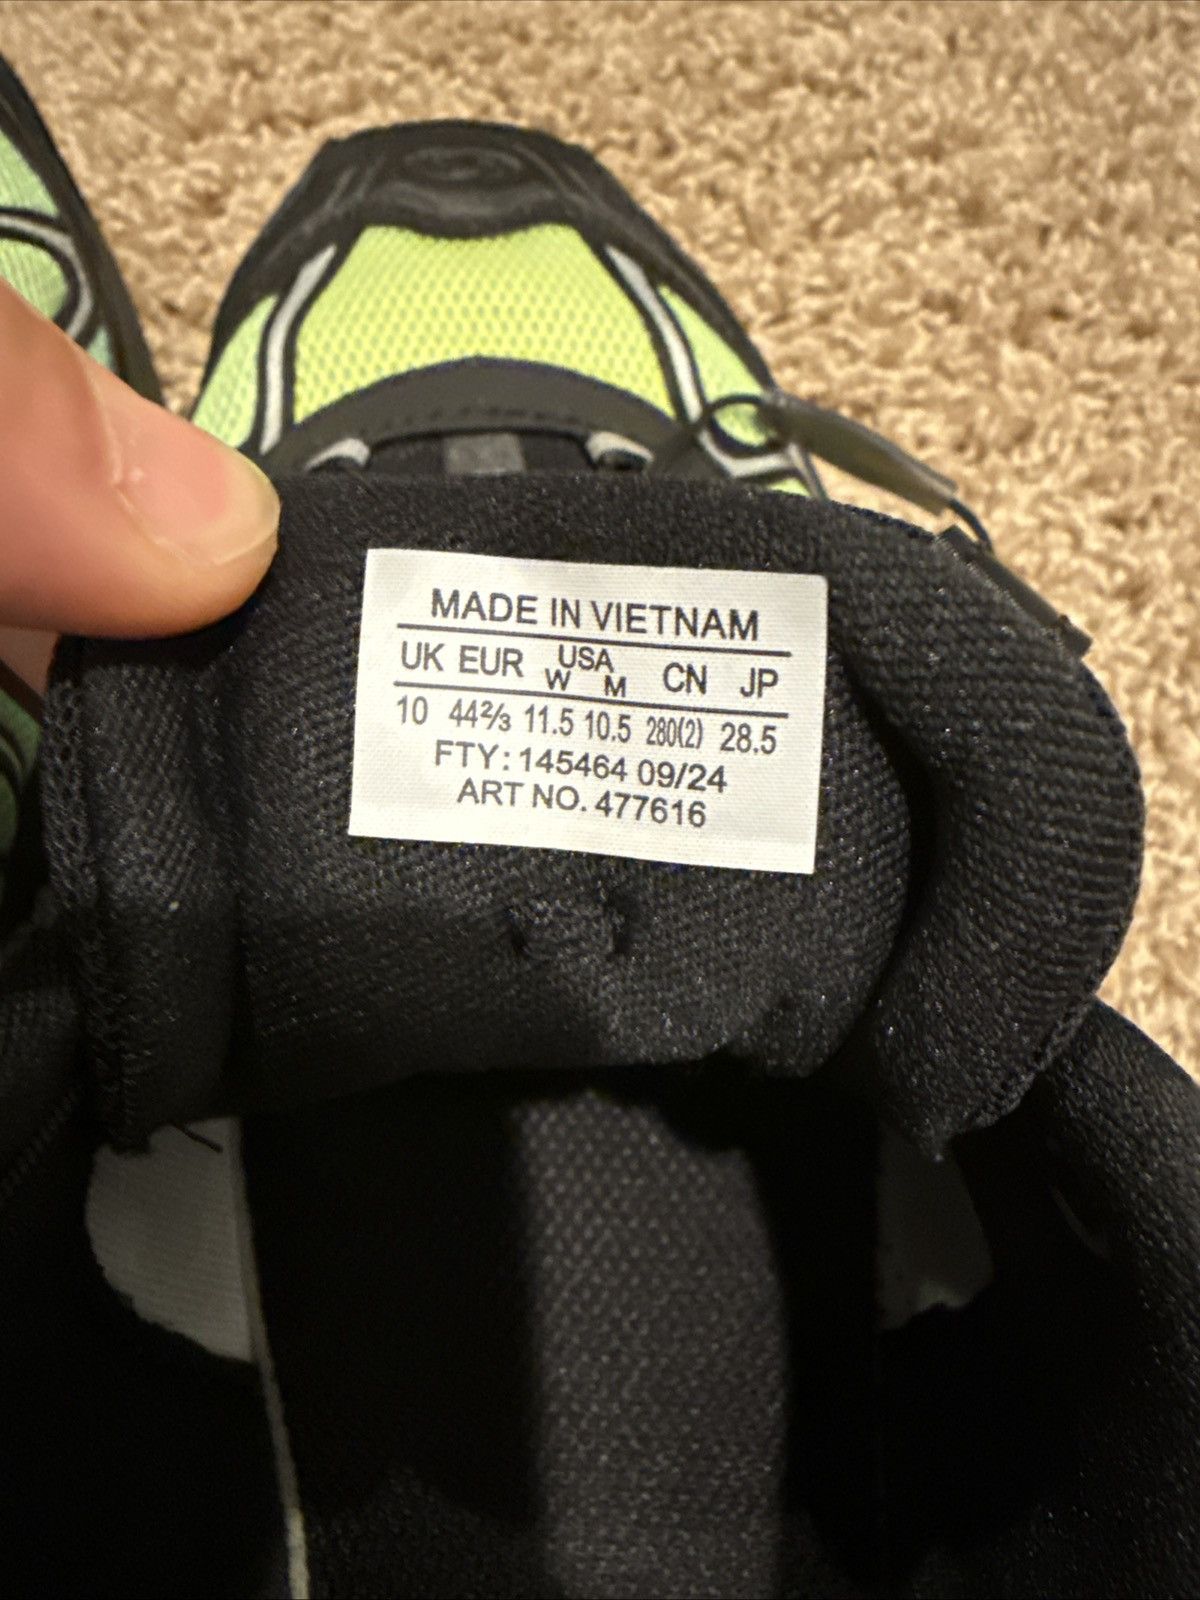 MADE IN VIETNAM
UK EUR USA CN JP
W M
10 44⅔ 11.5 10.5 280(2) 28.5
FTY: 145464 09/24
ART NO. 477616